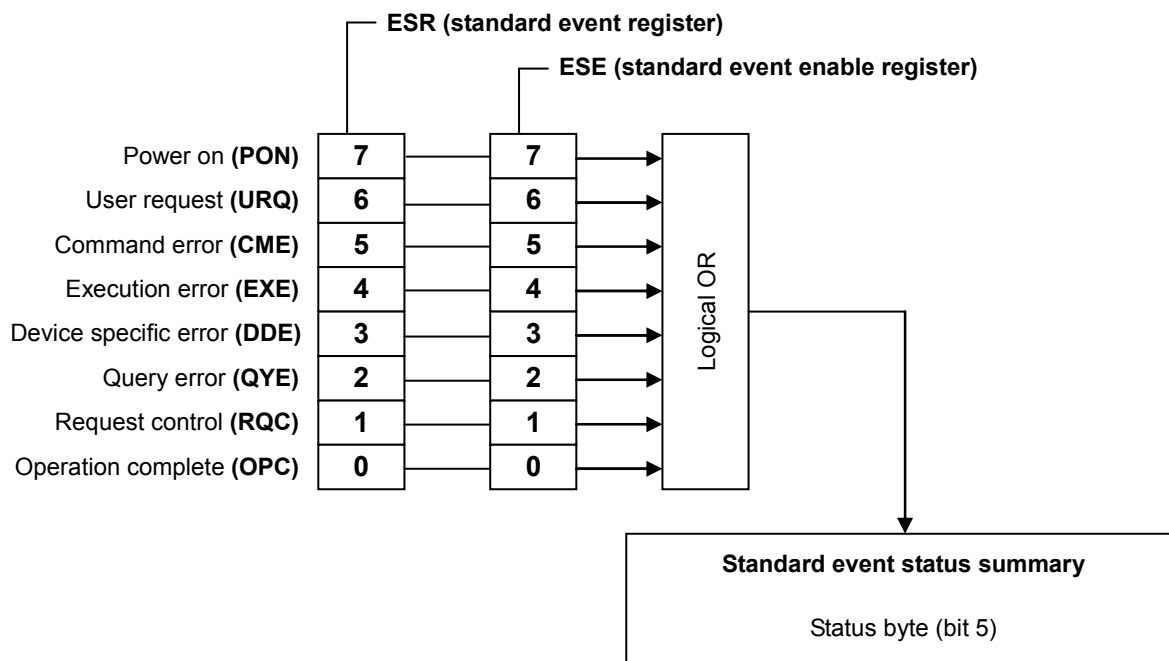 ESR (standard event register)
ESE (standard event enable register)
Power on (PON) 7 7
User request (URQ) 6 6
Command error (CME) 5 5
Execution error (EXE) 4 4
Device specific error (DDE) 3 3
Query error (QYE) 2 2
Request control (RQC) 1 1
Operation complete (OPC) 0 0
Logical OR
Standard event status summary
Status byte (bit 5)